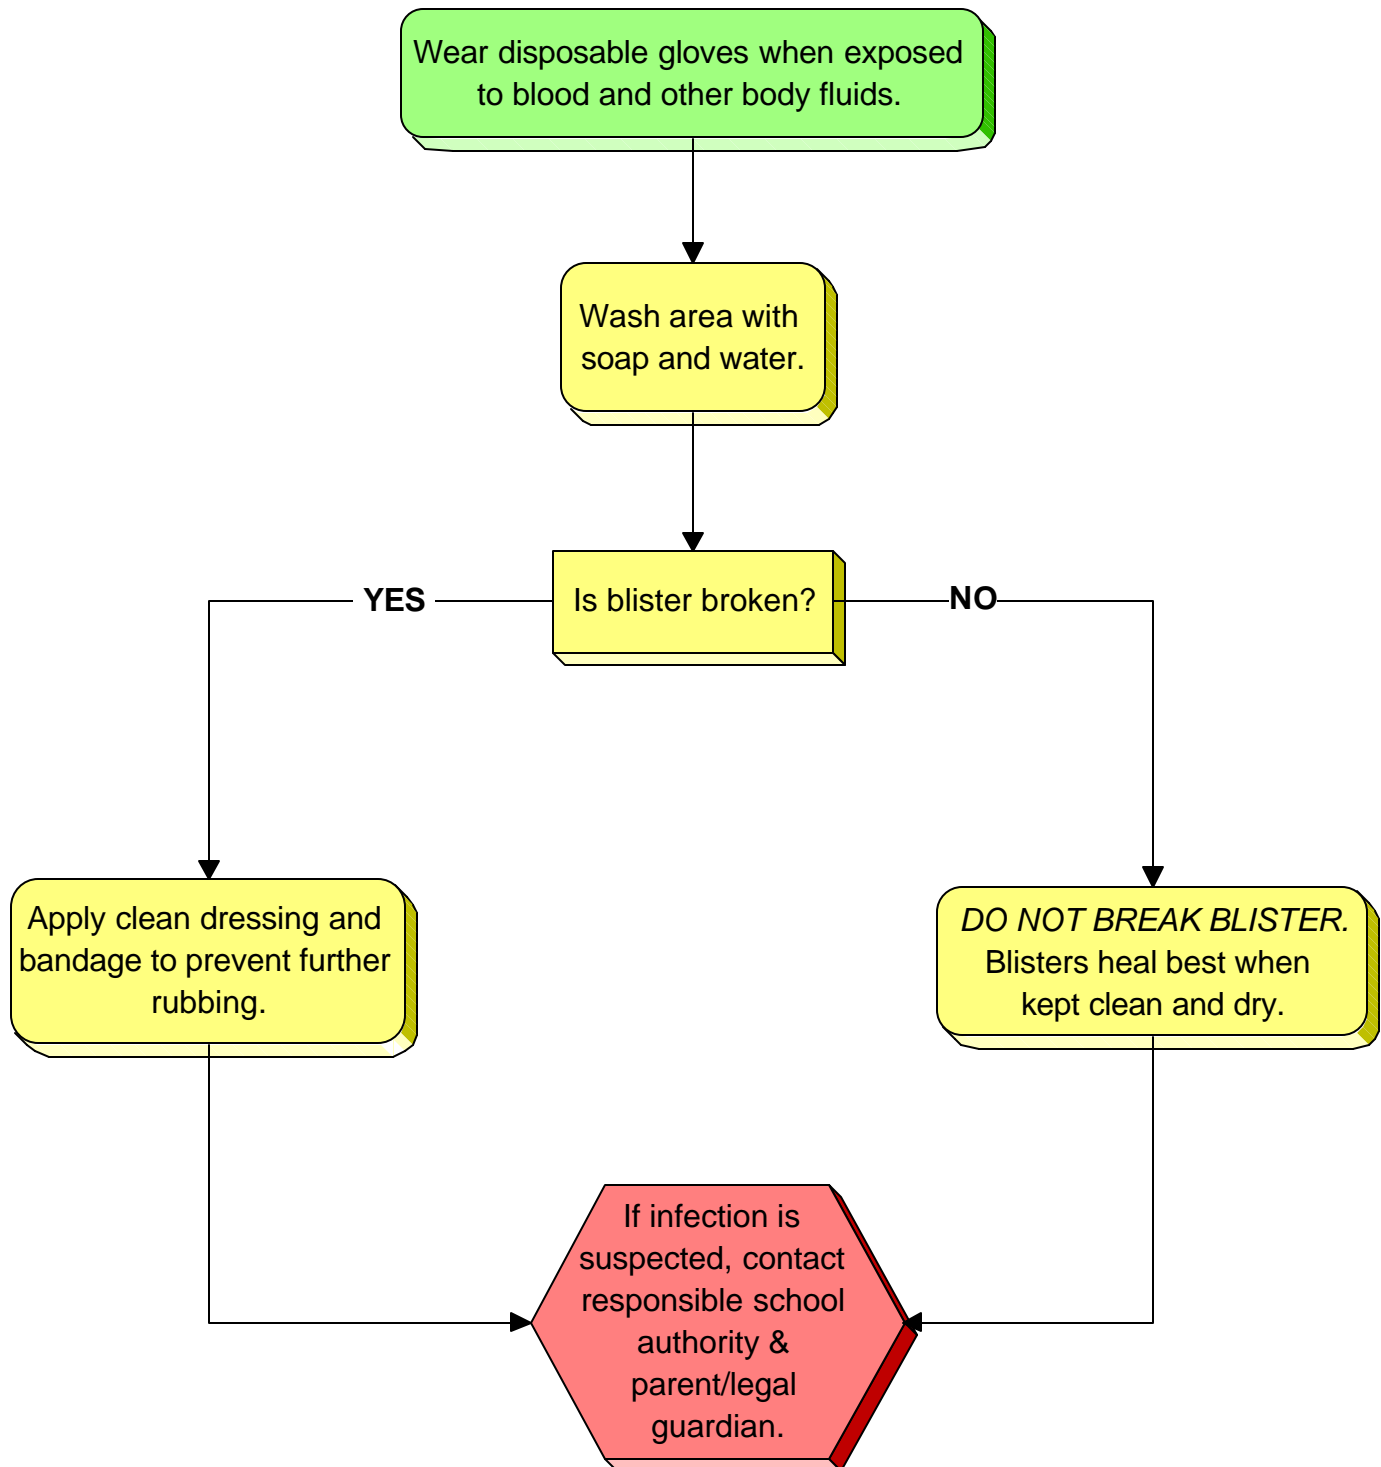 Wear disposable gloves when exposed
to blood and other body fluids.
Wash area with
soap and water.
Is blister broken?
YES
NO
Apply clean dressing and
bandage to prevent further
rubbing.
DO NOT BREAK BLISTER.
Blisters heal best when
kept clean and dry.
If infection is
suspected, contact
responsible school
authority &
parent/legal
guardian.